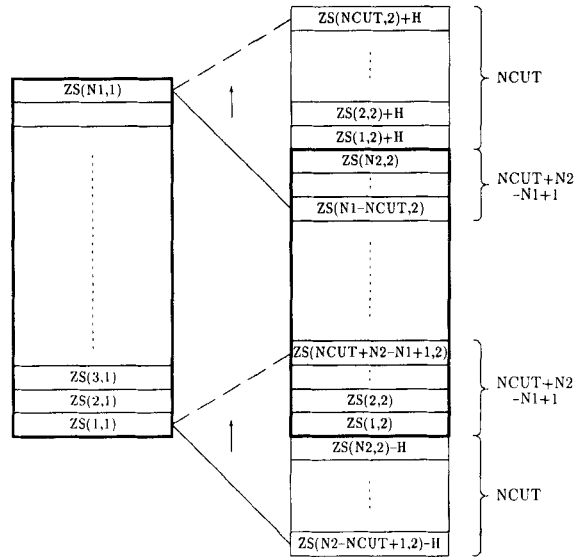 ZS(N1,1)
ZS(3,1)
ZS(2,1)
ZS(1,1)
ZS(NCUT,2)+H
ZS(2,2)+H
ZS(1,2)+H
ZS(N2,2)
ZS(N1-NCUT,2)
ZS(NCUT+N2-N1+1,2)
ZS(2,2)
ZS(1,2)
ZS(N2,2)-H
ZS(N2-NCUT+1,2)-H
NCUT
NCUT+N2
-N1+1
NCUT+N2
-N1+1
NCUT